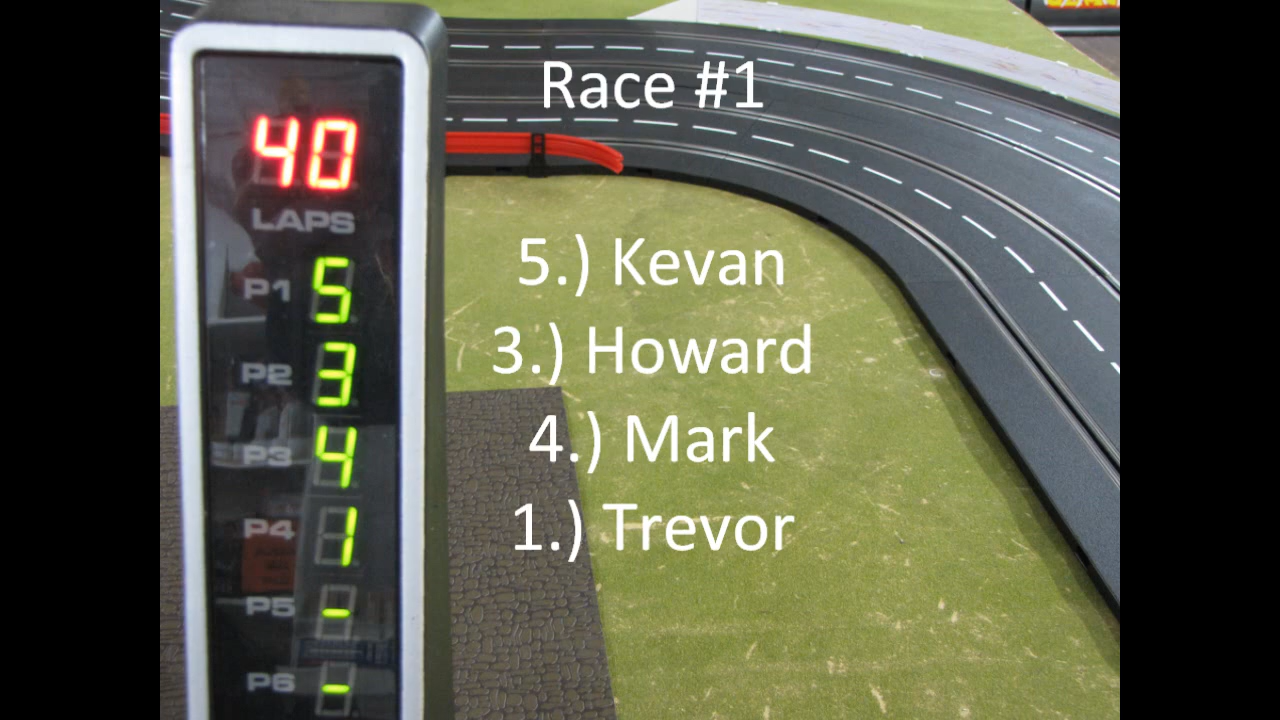 Race #1
40
LAPS
P1 5
P2 3
P3 4
P4 1
P5 -
P6 -
5.) Kevan
3.) Howard
4.) Mark
1.) Trevor